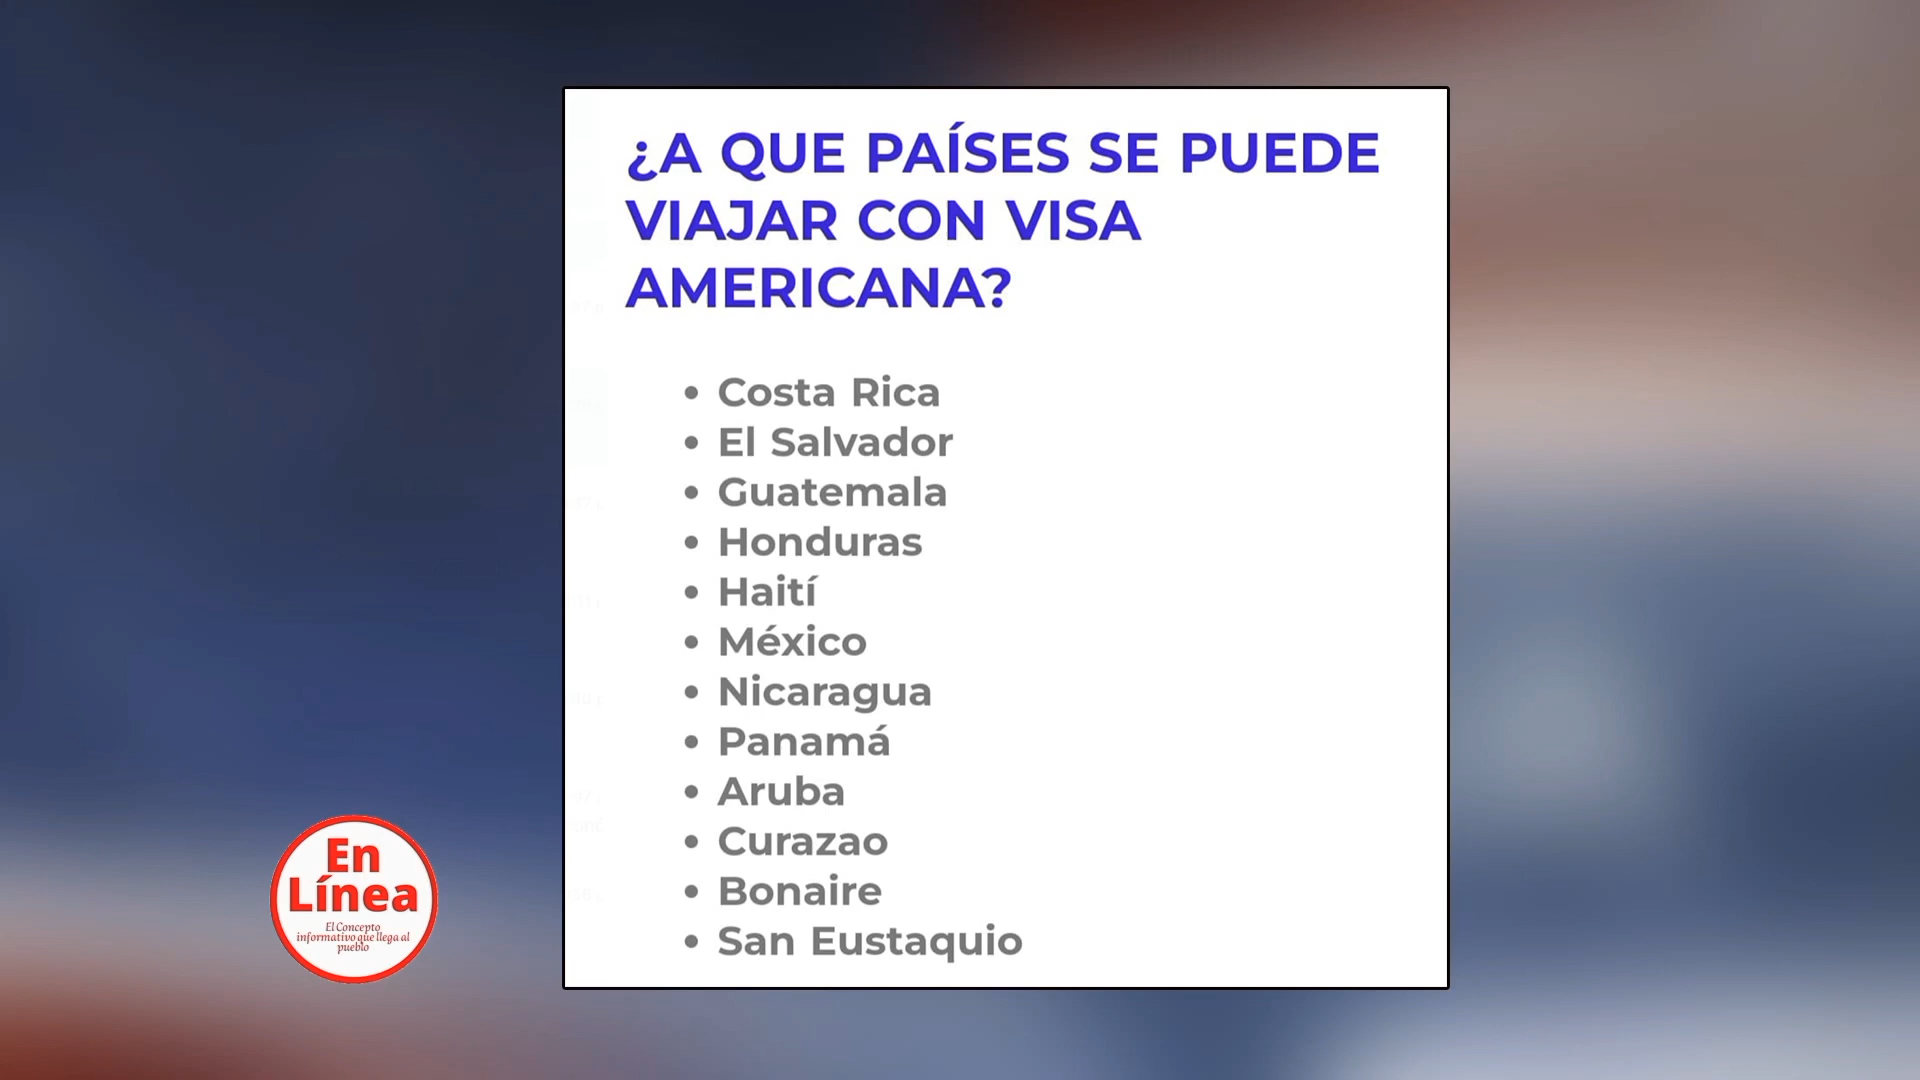 ¿A QUE PAÍSES SE PUEDE
VIAJAR CON VISA
AMERICANA?
• Costa Rica
• El Salvador
• Guatemala
• Honduras
• Haití
• México
• Nicaragua
• Panamá
• Aruba
• Curazao
• Bonaire
• San Eustaquio
En
Línea
El Concepto
informativo que llega al
pueblo